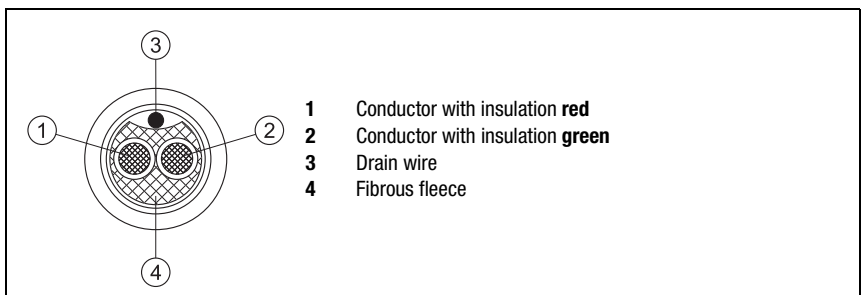 3
1
2
4
1 Conductor with insulation red
2 Conductor with insulation green
3 Drain wire
4 Fibrous fleece